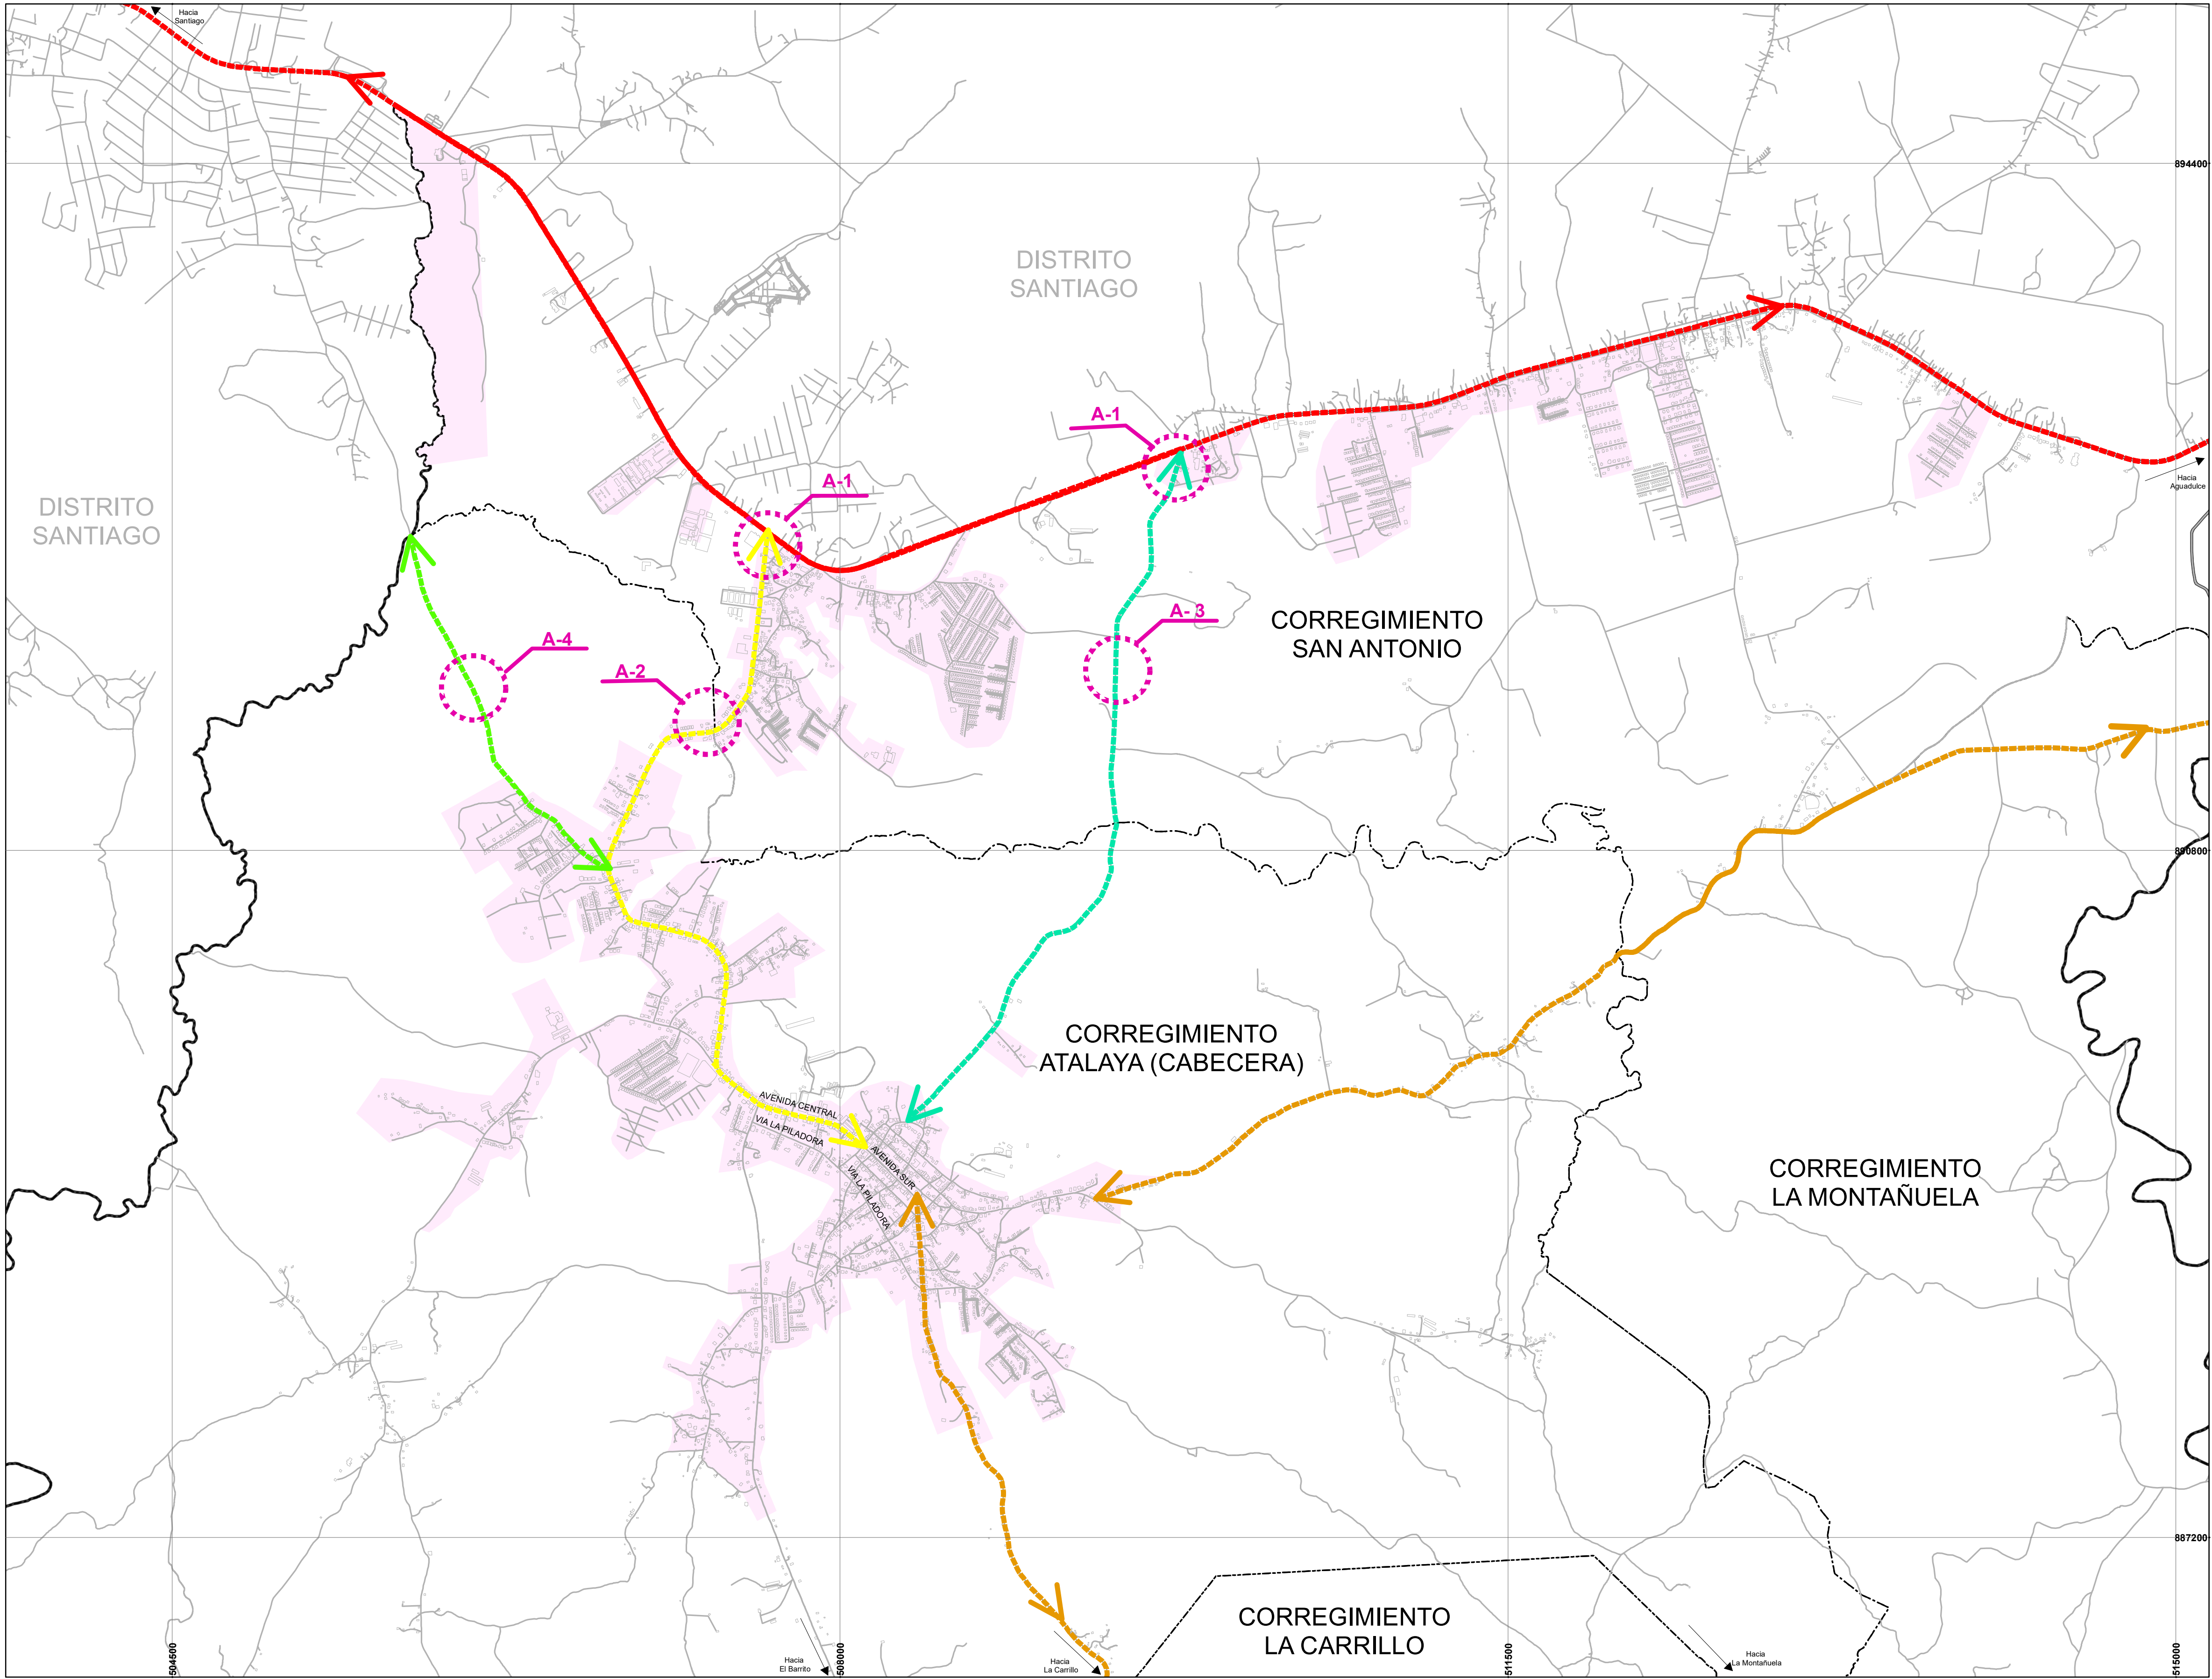 Hacia
Santiago
894400
DISTRITO
SANTIAGO
A-1
A-1
Hacia
Aguadulce
DISTRITO
SANTIAGO
A-3
CORREGIMIENTO
SAN ANTONIO
A-4
A-2
890800
CORREGIMIENTO
ATALAYA (CABECERA)
AVENIDA CENTRAL
VIA LA PILADORA
AVENIDA SUR
VIA LA PILADORA
CORREGIMIENTO
LA MONTAÑUELA
887200
CORREGIMIENTO
LA CARRILLO
504500
508000
511500
515000
Hacia
El Barrito
Hacia
La Carrillo
Hacia
La Montañuela